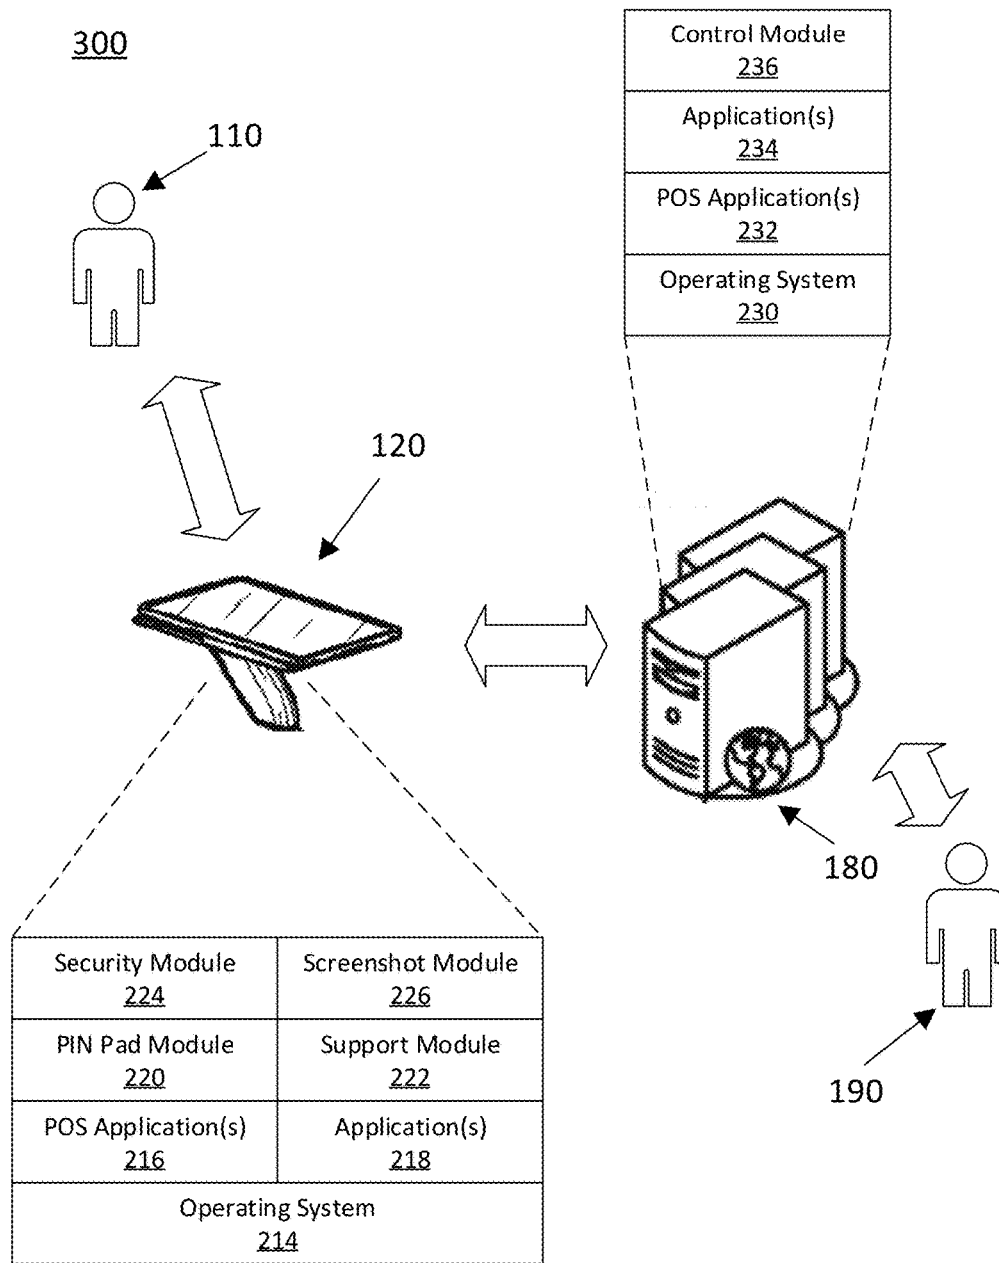 300
Control Module
236
110
Application(s)
234
POS Application(s)
232
Operating System
230
120
180
Security Module
224
Screenshot Module
226
PIN Pad Module
220
Support Module
222
190
POS Application(s)
216
Application(s)
218
Operating System
214